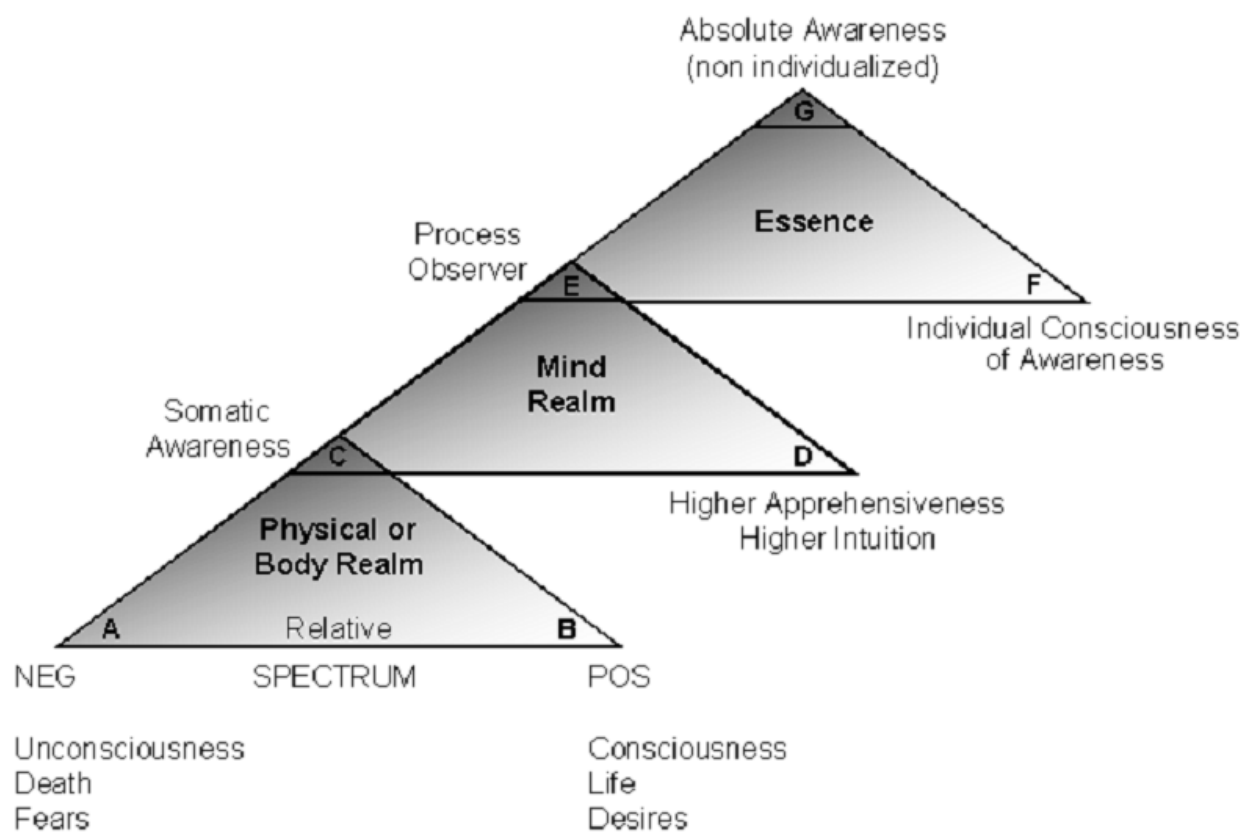 Absolute Awareness
(non individualized)
G
Essence
Process
Observer
E
F
Individual Consciousness
of Awareness
Mind
Realm
Somatic
Awareness
C
D
Higher Apprehensiveness
Higher Intuition
Physical or
Body Realm
A
Relative
B
NEG
SPECTRUM
POS
Unconsciousness
Death
Fears
Consciousness
Life
Desires